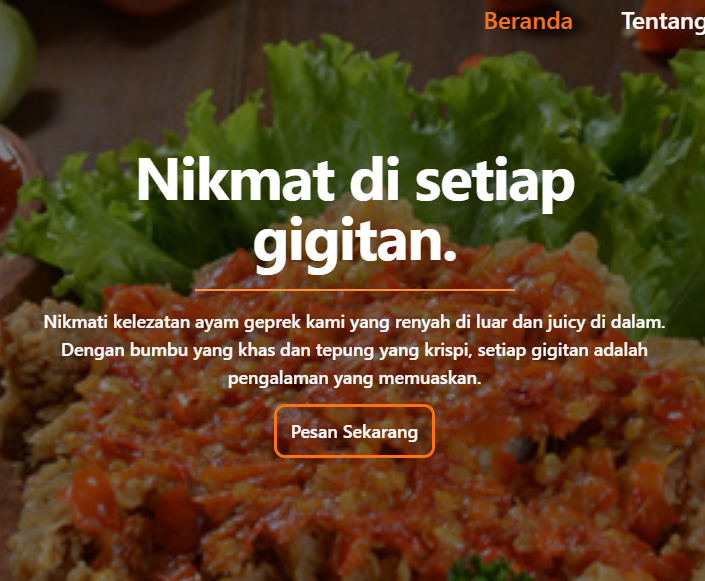 Beranda Tentang
Nikmat di setiap
gigitan.
Nikmati kelezatan ayam geprek kami yang renyah di luar dan juicy di dalam.
Dengan bumbu yang khas dan tepung yang krispi, setiap gigitan adalah
pengalaman yang memuaskan.
Pesan Sekarang